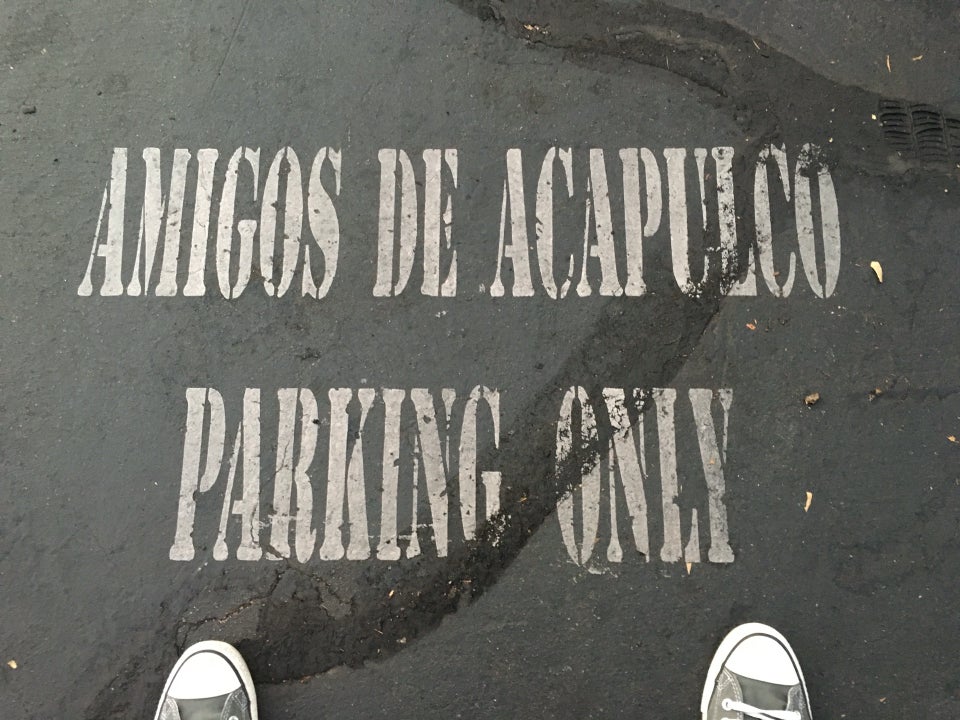 AMIGOS DE ACAPULCO
PARKING ONLY